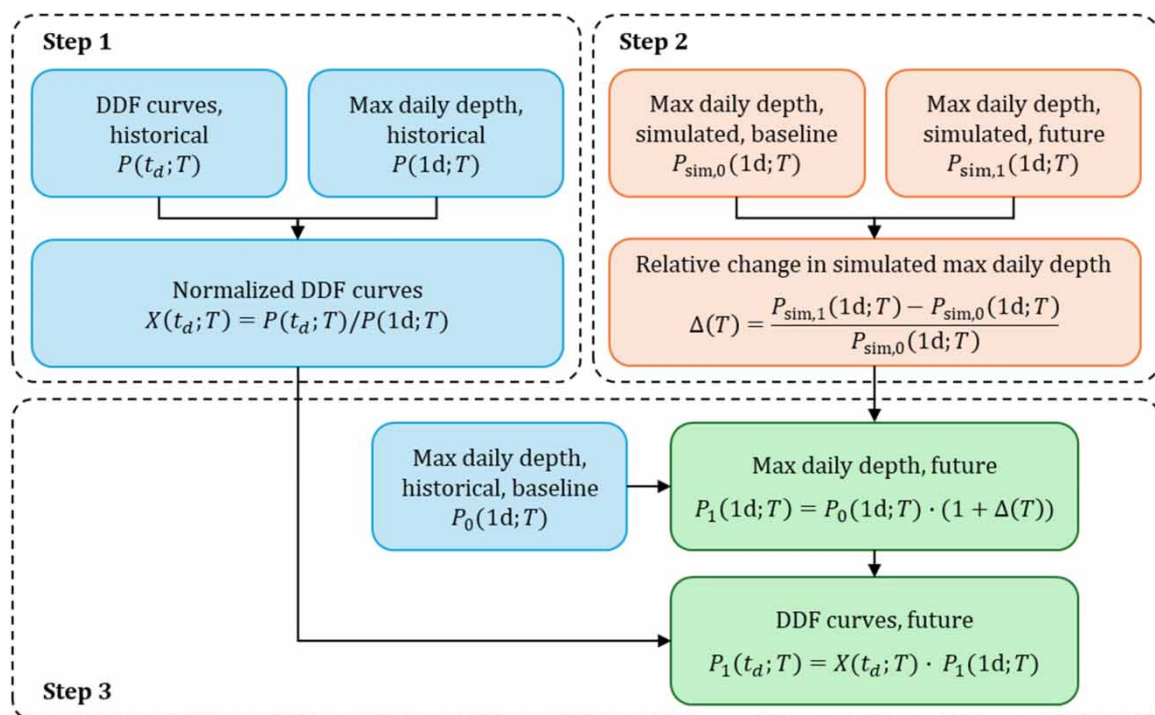 Step 1
DDF curves,
historical
P(t_d; T)
Max daily depth,
historical
P(1d; T)
Normalized DDF curves
X(t_d; T) = P(t_d; T)/P(1d; T)
Step 2
Max daily depth,
simulated, baseline
P_sim,0(1d; T)
Max daily depth,
simulated, future
P_sim,1(1d; T)
Relative change in simulated max daily depth
Δ(T) = (P_sim,1(1d; T) − P_sim,0(1d; T)) / P_sim,0(1d; T)
Max daily depth,
historical, baseline
P_0(1d; T)
Max daily depth, future
P_1(1d; T) = P_0(1d; T) · (1 + Δ(T))
DDF curves, future
P_1(t_d; T) = X(t_d; T) · P_1(1d; T)
Step 3